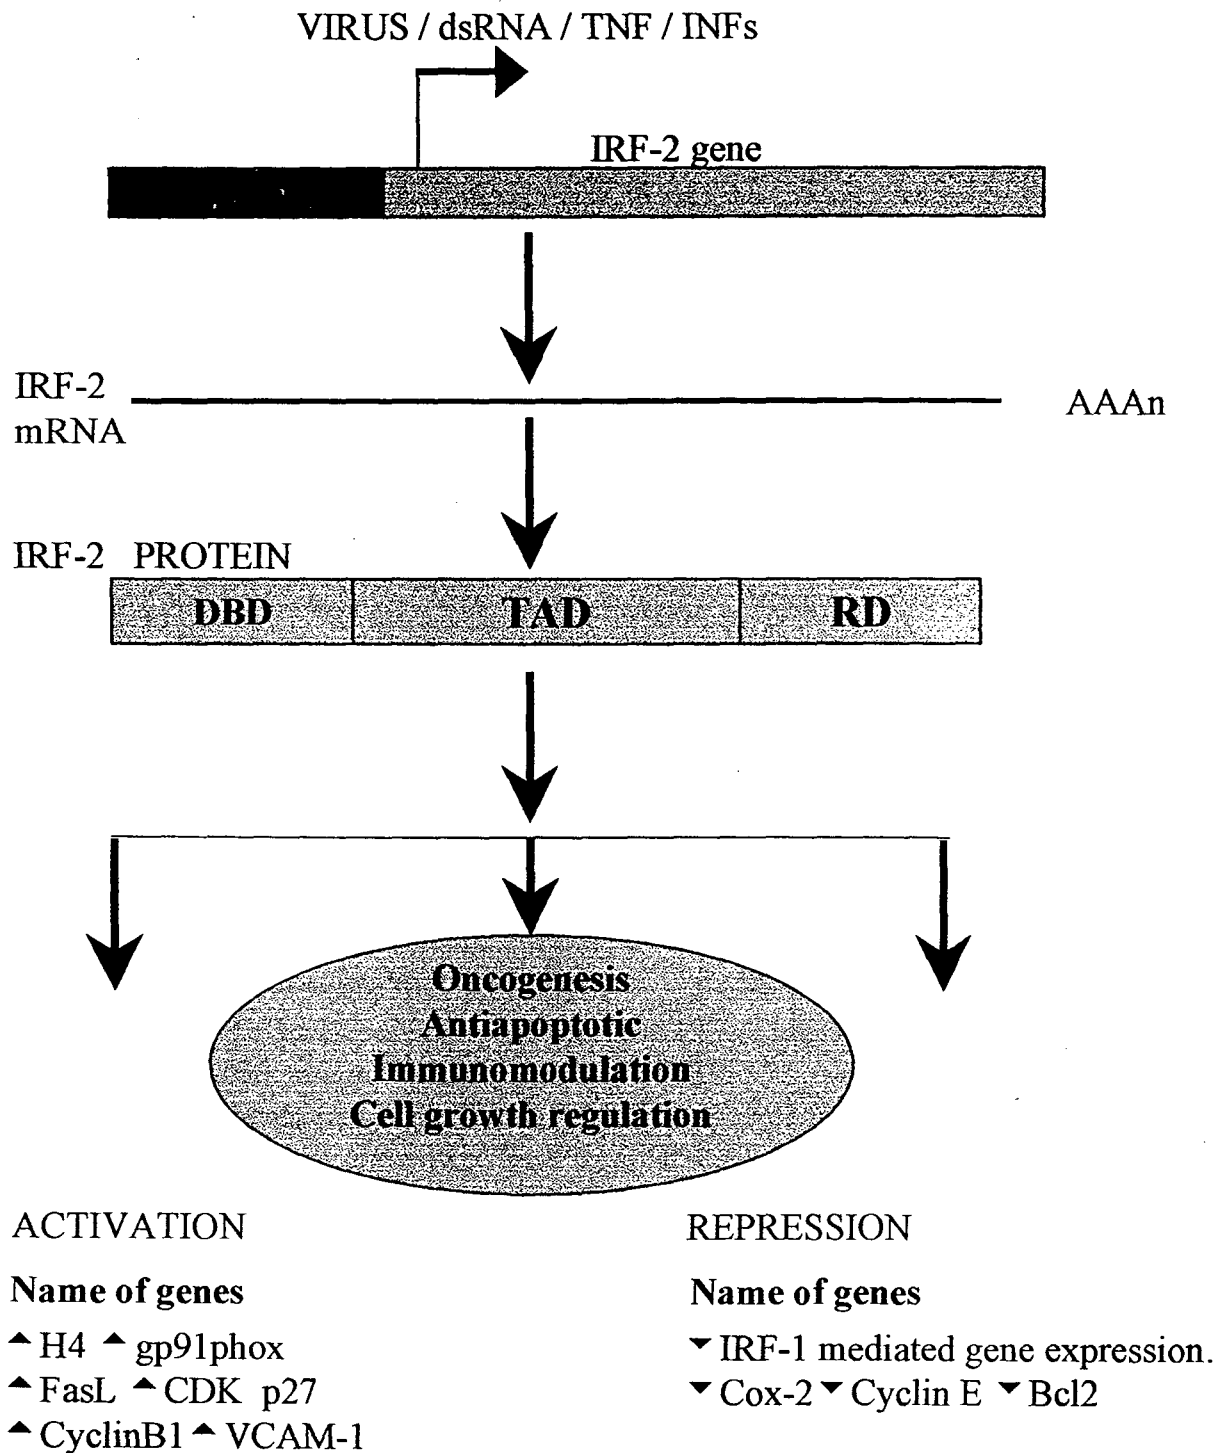 VIRUS / dsRNA / TNF / INFs
IRF-2 gene
IRF-2
mRNA
AAAn
IRF-2 PROTEIN
DBD TAD RD
Oncogenesis
Antiapoptotic
Immunomodulation
Cell growth regulation
ACTIVATION
Name of genes
▲ H4 ▲ gp91phox
▲ FasL ▲ CDK p27
▲ CyclinB1 ▲ VCAM-1
REPRESSION
Name of genes
▼ IRF-1 mediated gene expression.
▼ Cox-2 ▼ Cyclin E ▼ Bcl2